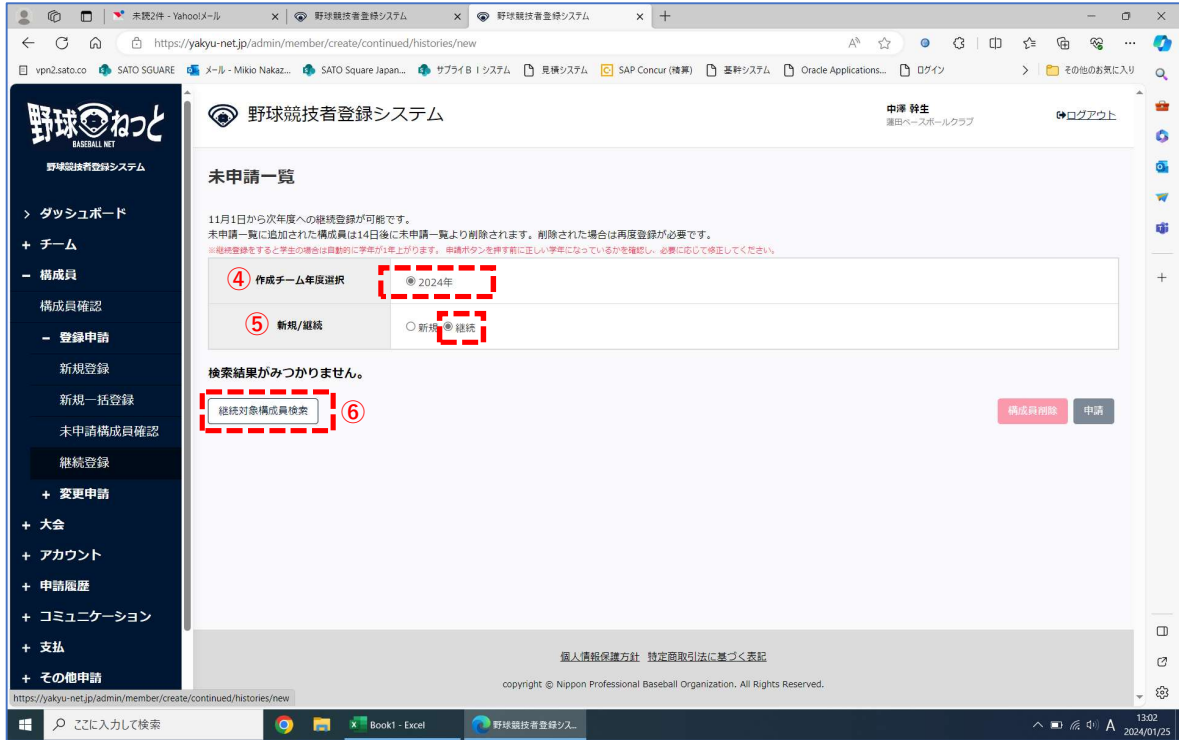 未読2件 - Yahoo!メール
野球競技者登録システム
野球競技者登録システム
https://yakyu-net.jp/admin/member/create/continued/histories/new
vpn2.sato.co
SATO SGUARE
メール - Mikio Nakaz...
SATO Square Japan...
サプライBIシステム
見積システム
SAP Concur (精算)
基幹システム
Oracle Applications...
ログイン
その他のお気に入り
野球ねっと
BASEBALL NET
野球競技者登録システム
野球競技者登録システム
中澤 幹生
蓮田ベースボールクラブ
ログアウト
> ダッシュボード
+ チーム
− 構成員
構成員確認
− 登録申請
新規登録
新規一括登録
未申請構成員確認
継続登録
+ 変更申請
+ 大会
+ アカウント
+ 申請履歴
+ コミュニケーション
+ 支払
+ その他申請
未申請一覧
11月1日から次年度への継続登録が可能です。
未申請一覧に追加された構成員は14日後に未申請一覧より削除されます。削除された場合は再度登録が必要です。
※継続登録をすると学生の場合は自動的に学年が1年上がります。 申請ボタンを押す前に正しい学年になっているかを確認し、必要に応じて修正してください。
④ 作成チーム年度選択 2024年
⑤ 新規/継続 新規 継続
検索結果がみつかりません。
継続対象構成員検索 ⑥
構成員削除 申請
個人情報保護方針 特定商取引法に基づく表記
copyright © Nippon Professional Baseball Organization. All Rights Reserved.
https://yakyu-net.jp/admin/member/create/continued/histories/new
ここに入力して検索
Book1 - Excel
野球競技者登録シス...
A
13:02
2024/01/25